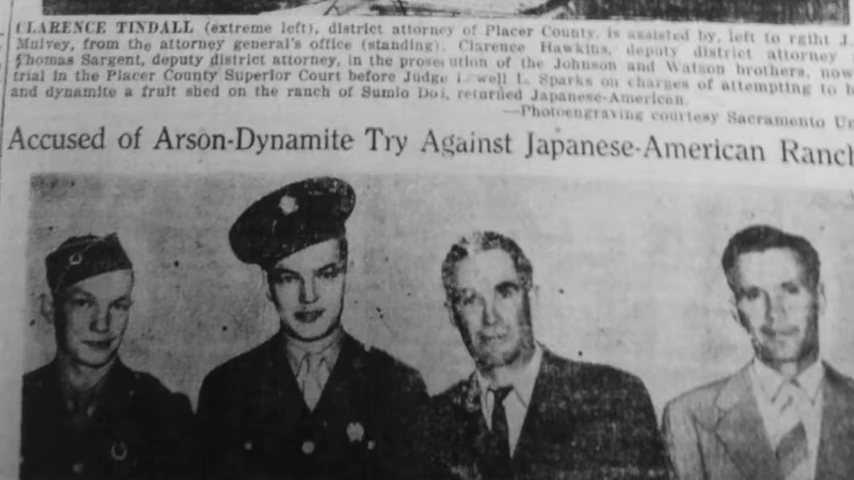 CLARENCE TINDALL (extreme left), district attorney of Placer County, is assisted by, left to rgiht J.
Mulvey, from the attorney general's office (standing), Clarence Hawkins, deputy district attorney
Thomas Sargent, deputy district attorney, in the prosecution of the Johnson and Watson brothers, now
trial in the Placer County Superior Court before Judge L. well L. Sparks on charges of attempting to b
and dynamite a fruit shed on the ranch of Sumio Doi, returned Japanese-American.
—Photoengraving courtesy Sacramento Un
Accused of Arson-Dynamite Try Against Japanese-American Ranch